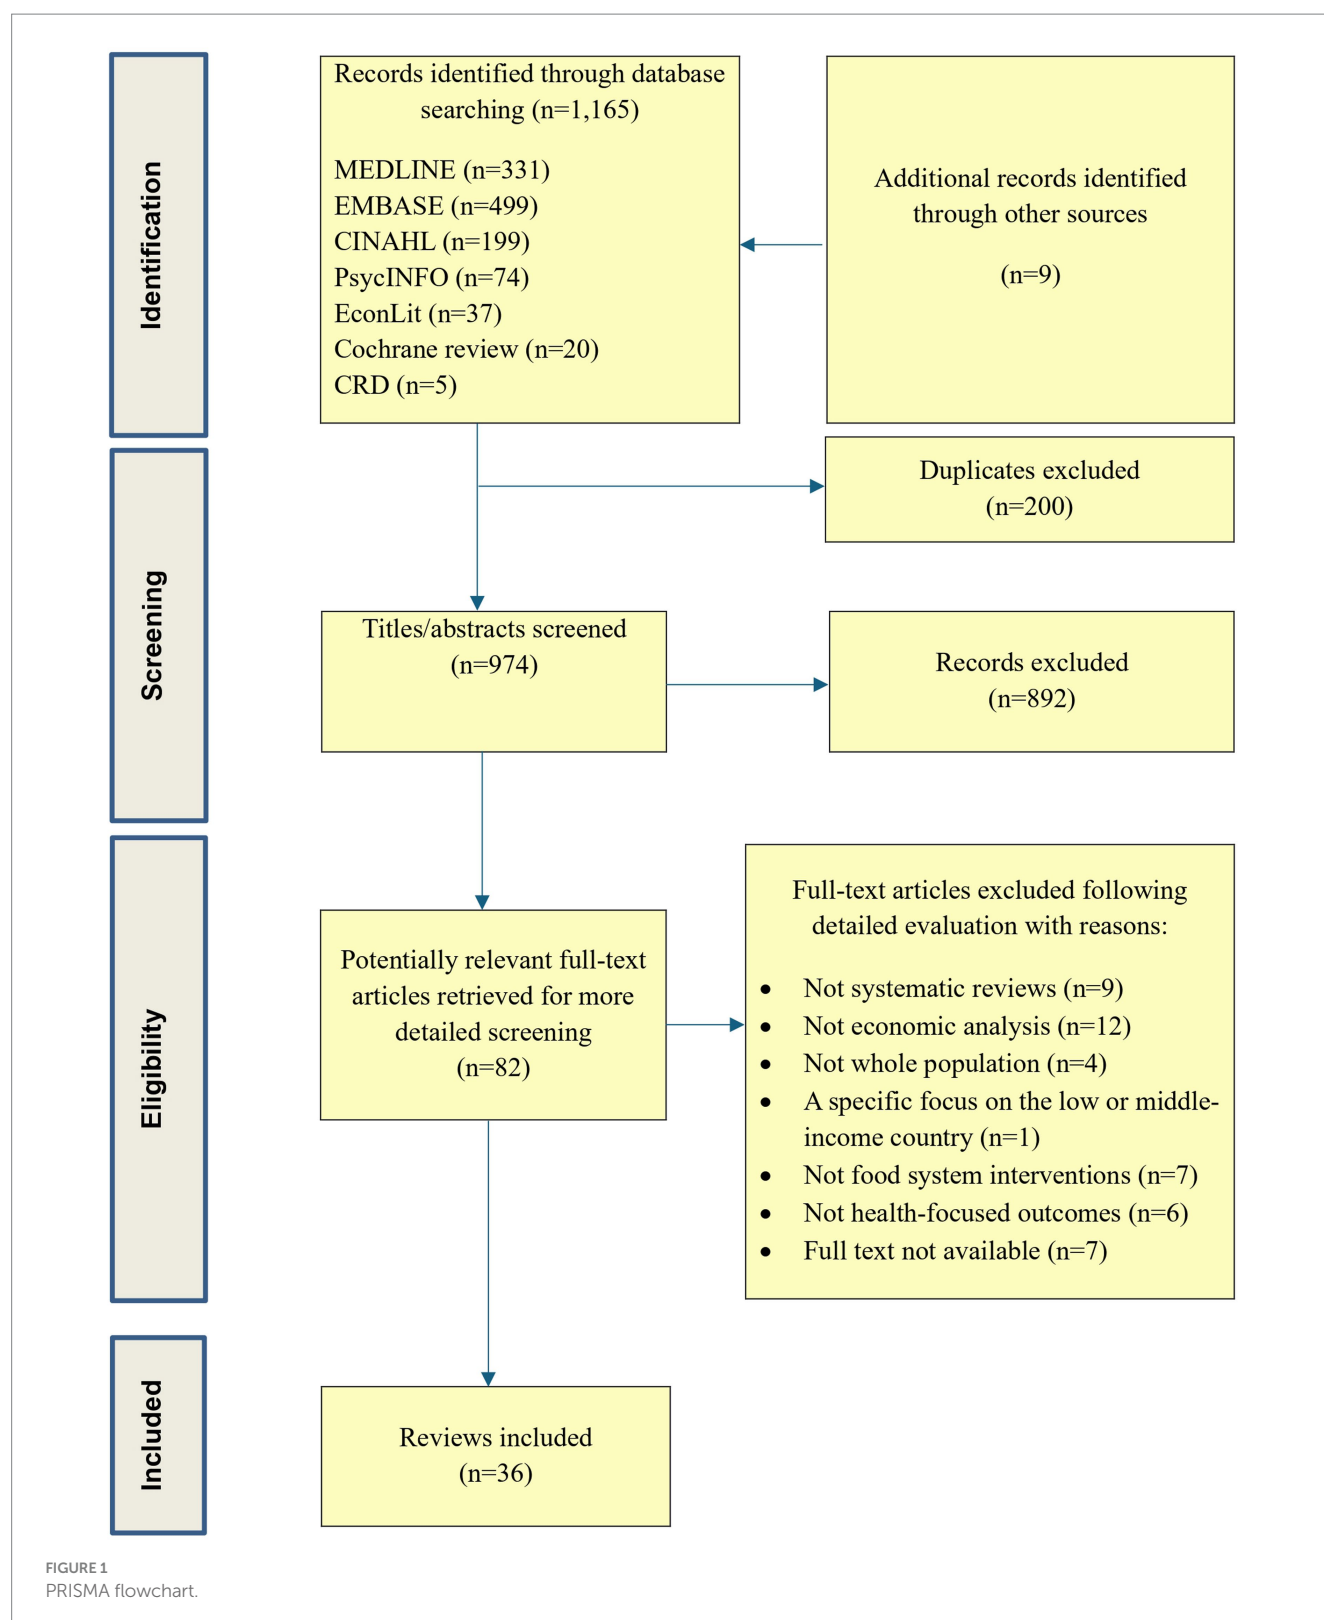 Identification
Records identified through database
searching (n=1,165)
MEDLINE (n=331)
EMBASE (n=499)
CINAHL (n=199)
PsycINFO (n=74)
EconLit (n=37)
Cochrane review (n=20)
CRD (n=5)
Additional records identified
through other sources
(n=9)
Screening
Duplicates excluded
(n=200)
Titles/abstracts screened
(n=974)
Records excluded
(n=892)
Eligibility
Potentially relevant full-text
articles retrieved for more
detailed screening
(n=82)
Full-text articles excluded following
detailed evaluation with reasons:
• Not systematic reviews (n=9)
• Not economic analysis (n=12)
• Not whole population (n=4)
• A specific focus on the low or middle-
income country (n=1)
• Not food system interventions (n=7)
• Not health-focused outcomes (n=6)
• Full text not available (n=7)
Included
Reviews included
(n=36)
FIGURE 1
PRISMA flowchart.